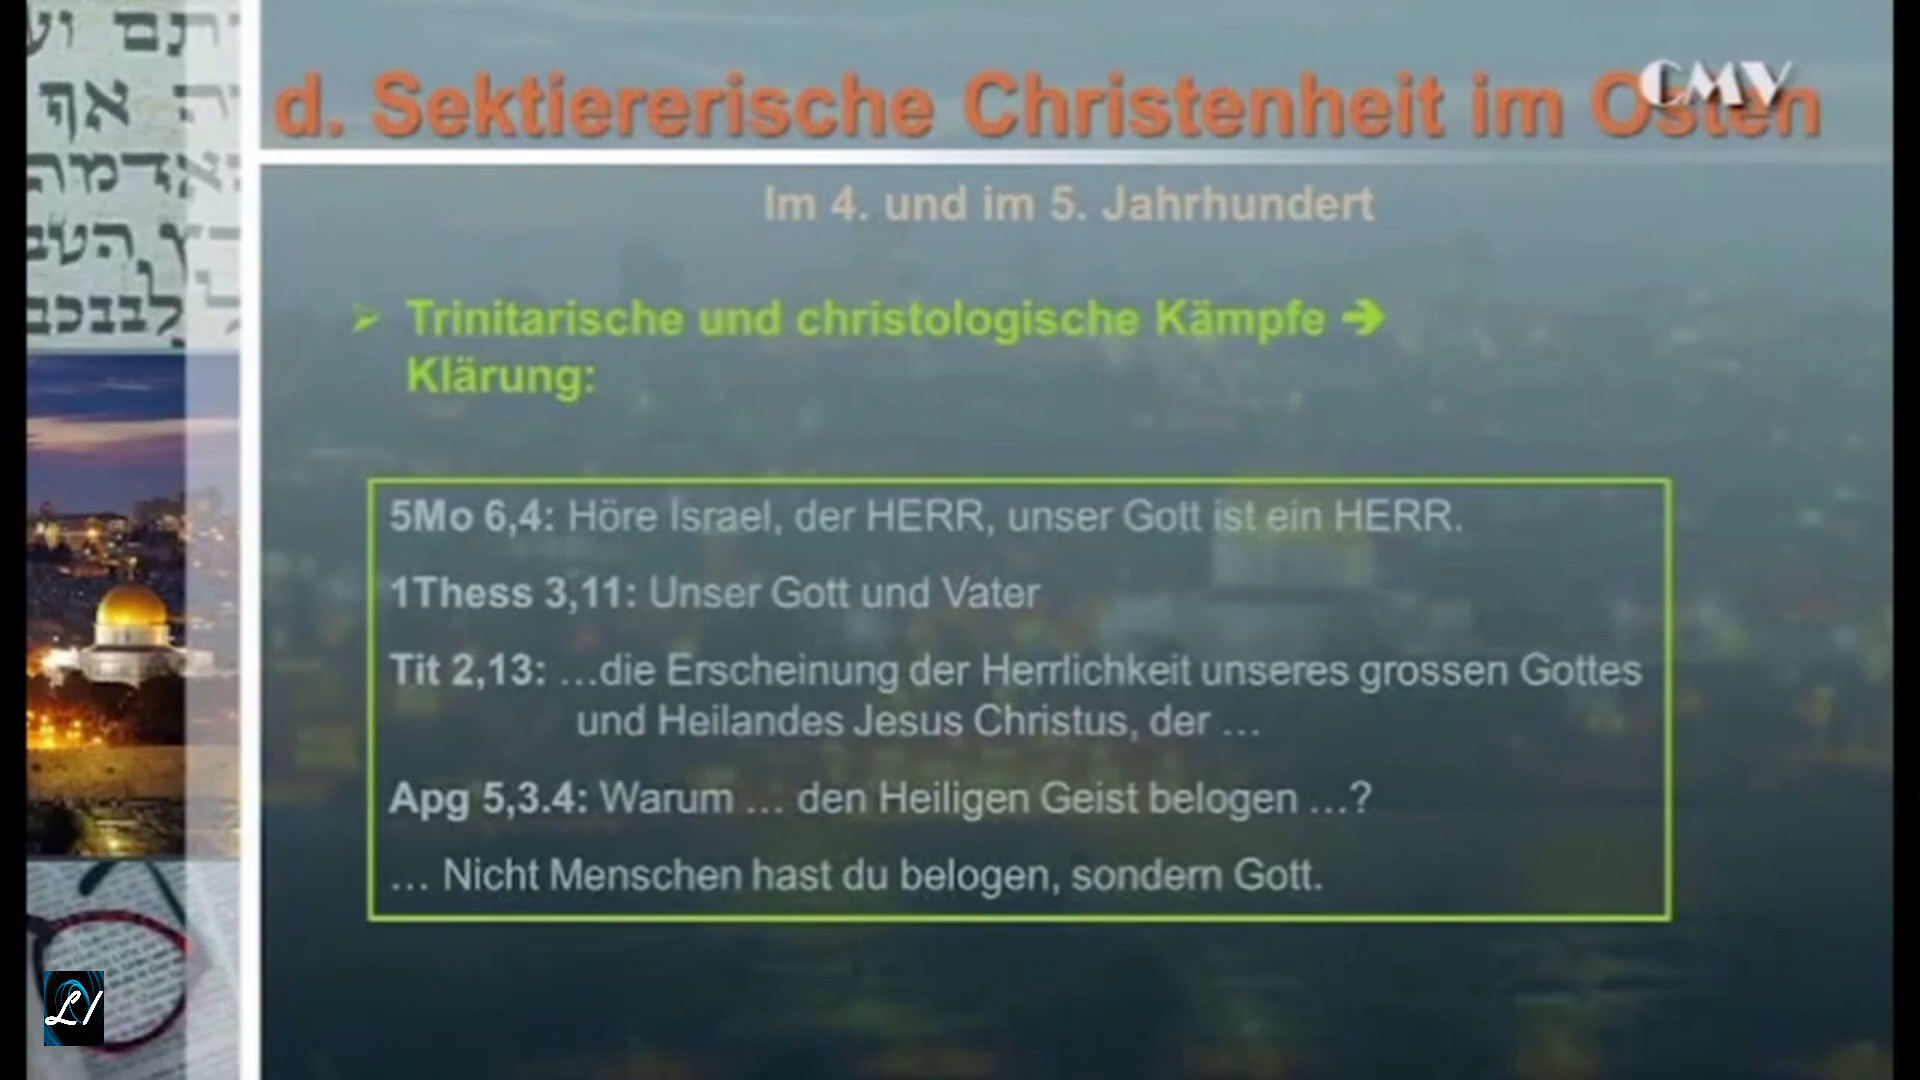 d. Sektiererische Christenheit im Osten
CMV
Im 4. und im 5. Jahrhundert
➢ Trinitarische und christologische Kämpfe ➔
Klärung:
5Mo 6,4: Höre Israel, der HERR, unser Gott ist ein HERR.
1Thess 3,11: Unser Gott und Vater
Tit 2,13: …die Erscheinung der Herrlichkeit unseres grossen Gottes
und Heilandes Jesus Christus, der …
Apg 5,3.4: Warum … den Heiligen Geist belogen …?
… Nicht Menschen hast du belogen, sondern Gott.